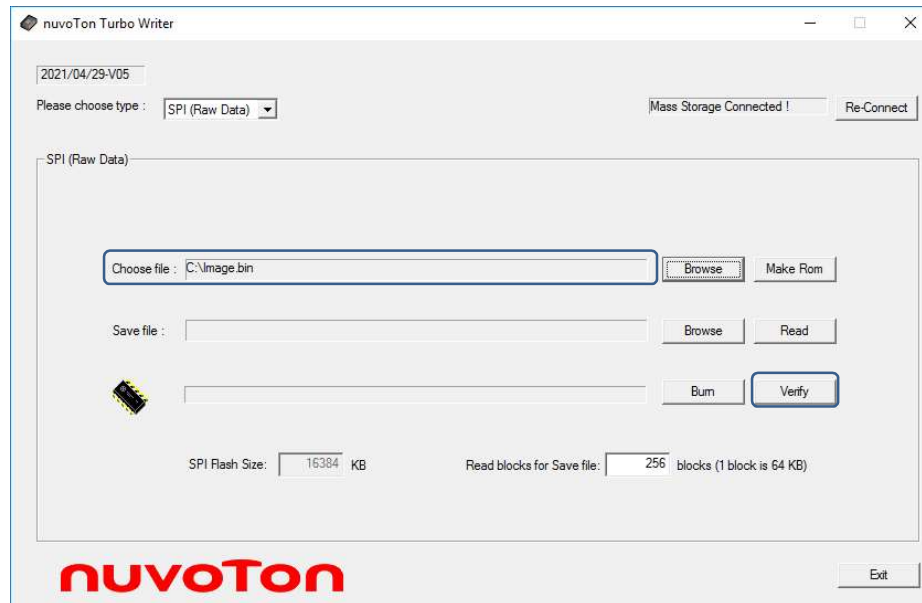 nuvoTon Turbo Writer
2021/04/29-V05
Please choose type : SPI (Raw Data) Mass Storage Connected ! Re-Connect
SPI (Raw Data)
Choose file : C:\Image.bin Browse Make Rom
Save file : Browse Read
Burn Verify
SPI Flash Size: 16384 KB Read blocks for Save file: 256 blocks (1 block is 64 KB)
nuvoTon Exit